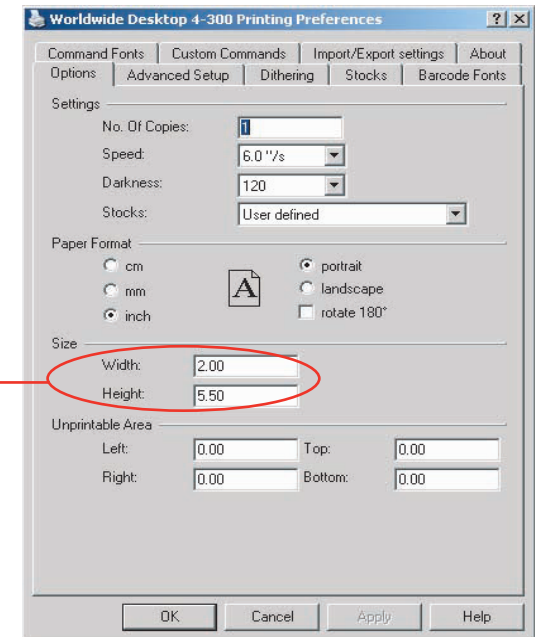 Worldwide Desktop 4-300 Printing Preferences ? X
Command Fonts Custom Commands Import/Export settings About
Options Advanced Setup Dithering Stocks Barcode Fonts
Settings
No. Of Copies: 1
Speed: 6.0 "/s
Darkness: 120
Stocks: User defined
Paper Format
cm portrait
mm A landscape
inch rotate 180°
Size
Width: 2.00
Height: 5.50
Unprintable Area
Left: 0.00 Top: 0.00
Right: 0.00 Bottom: 0.00
OK Cancel Apply Help